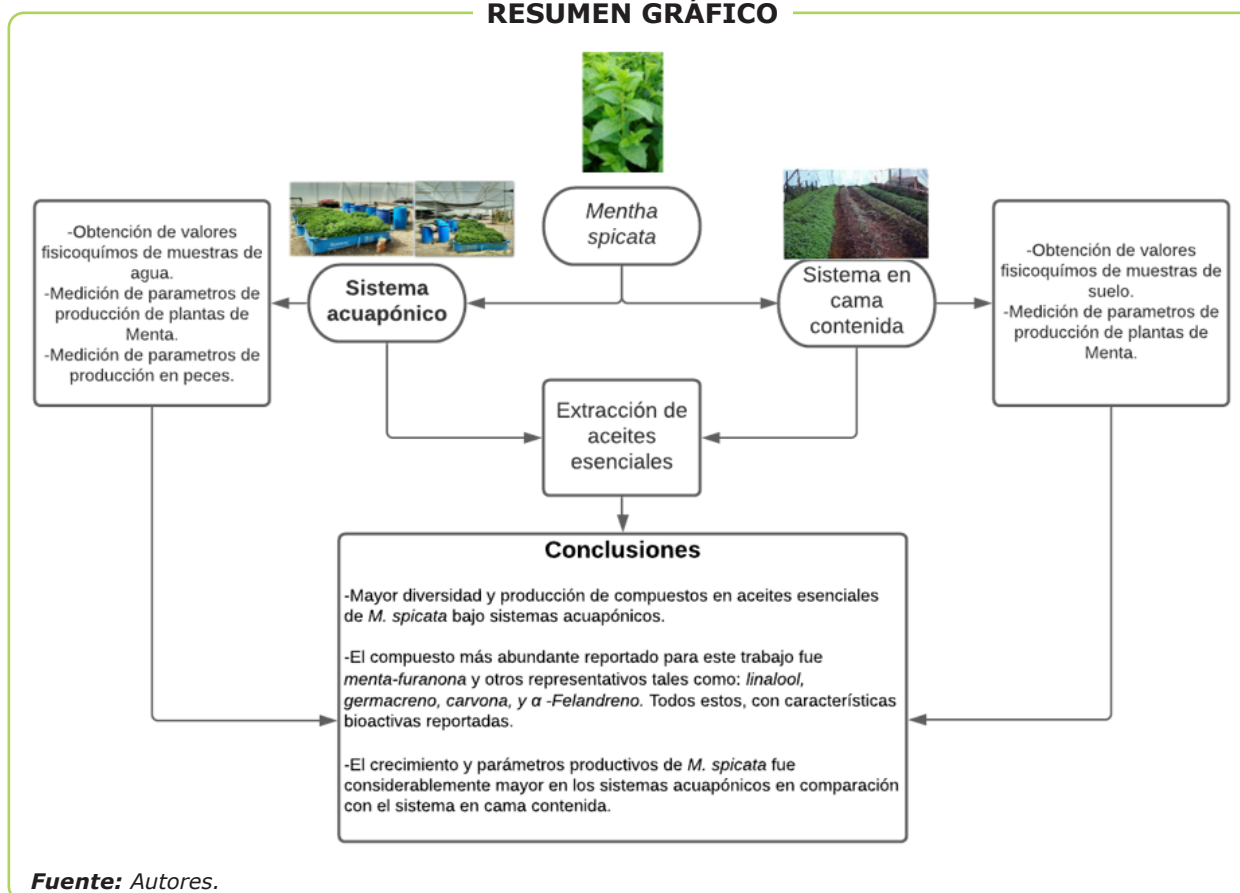 RESUMEN GRÁFICO
Mentha
spicata
Sistema
acuapónico
Sistema en
cama
contenida
-Obtención de valores
fisicoquímos de muestras de
agua.
-Medición de parametros de
producción de plantas de
Menta.
-Medición de parametros de
producción en peces.
-Obtención de valores
fisicoquímos de muestras de
suelo.
-Medición de parametros de
producción de plantas de
Menta.
Extracción de
aceites
esenciales
Conclusiones
-Mayor diversidad y producción de compuestos en aceites esenciales
de M. spicata bajo sistemas acuapónicos.
-El compuesto más abundante reportado para este trabajo fue
menta-furanona y otros representativos tales como: linalool,
germacreno, carvona, y α -Felandreno. Todos estos, con características
bioactivas reportadas.
-El crecimiento y parámetros productivos de M. spicata fue
considerablemente mayor en los sistemas acuapónicos en comparación
con el sistema en cama contenida.
Fuente: Autores.